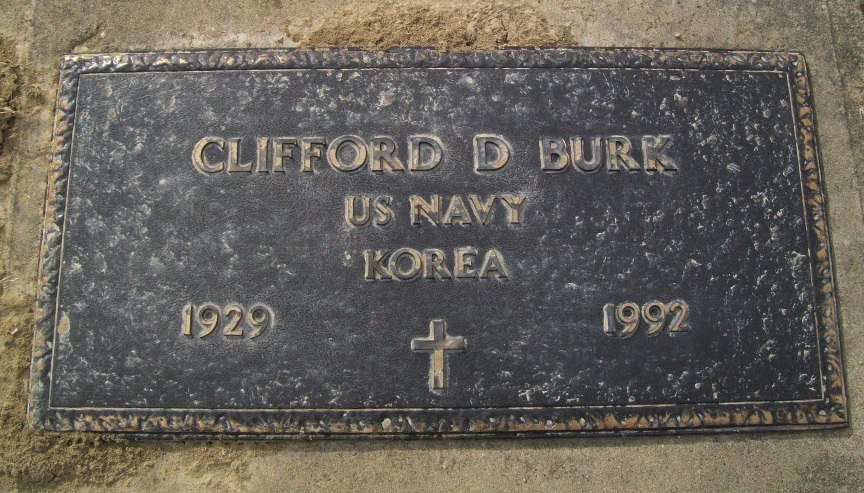 CLIFFORD D BURK
US NAVY
KOREA
1929 1992